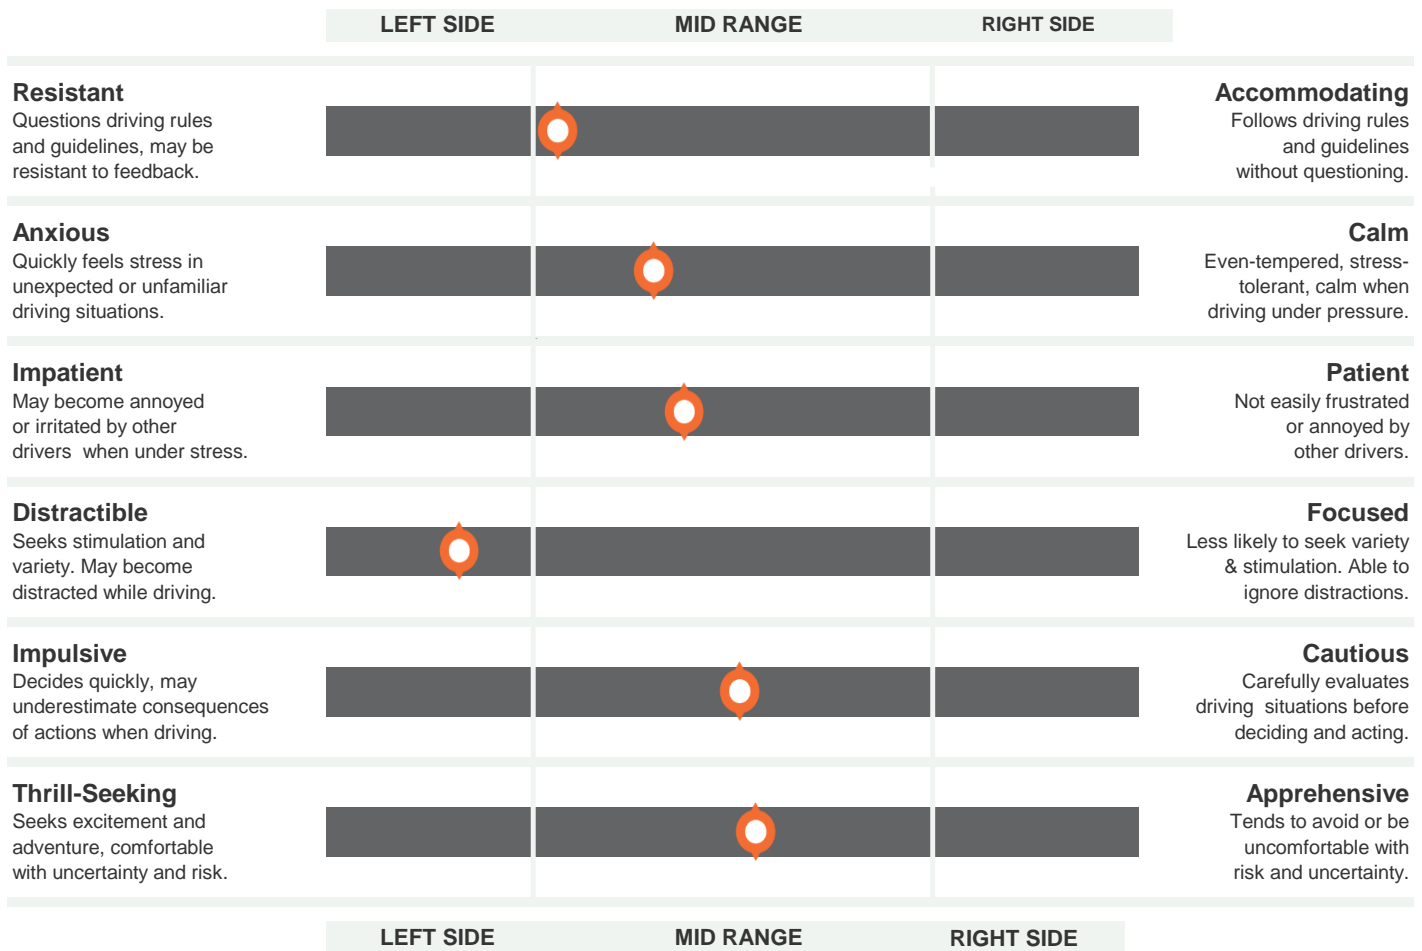 LEFT SIDE MID RANGE RIGHT SIDE
Resistant
Questions driving rules
and guidelines, may be
resistant to feedback.
Accommodating
Follows driving rules
and guidelines
without questioning.
Anxious
Quickly feels stress in
unexpected or unfamiliar
driving situations.
Calm
Even-tempered, stress-
tolerant, calm when
driving under pressure.
Impatient
May become annoyed
or irritated by other
drivers when under stress.
Patient
Not easily frustrated
or annoyed by
other drivers.
Distractible
Seeks stimulation and
variety. May become
distracted while driving.
Focused
Less likely to seek variety
& stimulation. Able to
ignore distractions.
Impulsive
Decides quickly, may
underestimate consequences
of actions when driving.
Cautious
Carefully evaluates
driving situations before
deciding and acting.
Thrill-Seeking
Seeks excitement and
adventure, comfortable
with uncertainty and risk.
Apprehensive
Tends to avoid or be
uncomfortable with
risk and uncertainty.
LEFT SIDE MID RANGE RIGHT SIDE